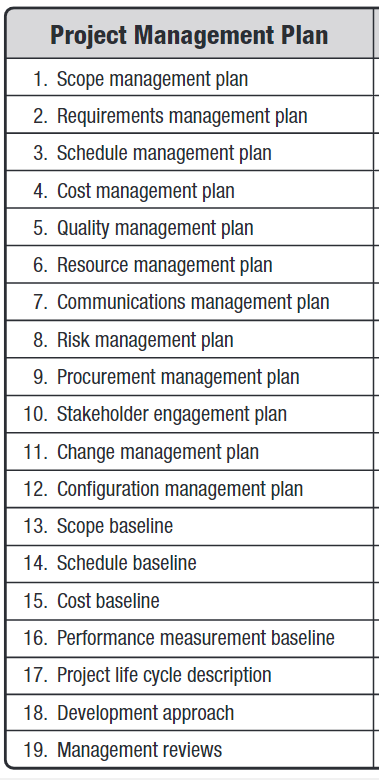 Project Management Plan
1. Scope management plan
2. Requirements management plan
3. Schedule management plan
4. Cost management plan
5. Quality management plan
6. Resource management plan
7. Communications management plan
8. Risk management plan
9. Procurement management plan
10. Stakeholder engagement plan
11. Change management plan
12. Configuration management plan
13. Scope baseline
14. Schedule baseline
15. Cost baseline
16. Performance measurement baseline
17. Project life cycle description
18. Development approach
19. Management reviews